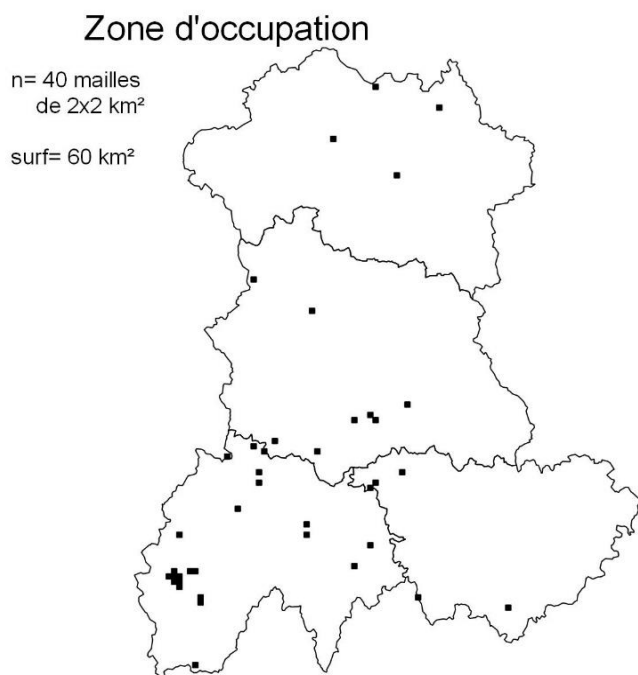 Zone d'occupation
n= 40 mailles
de 2x2 km²
surf= 60 km²